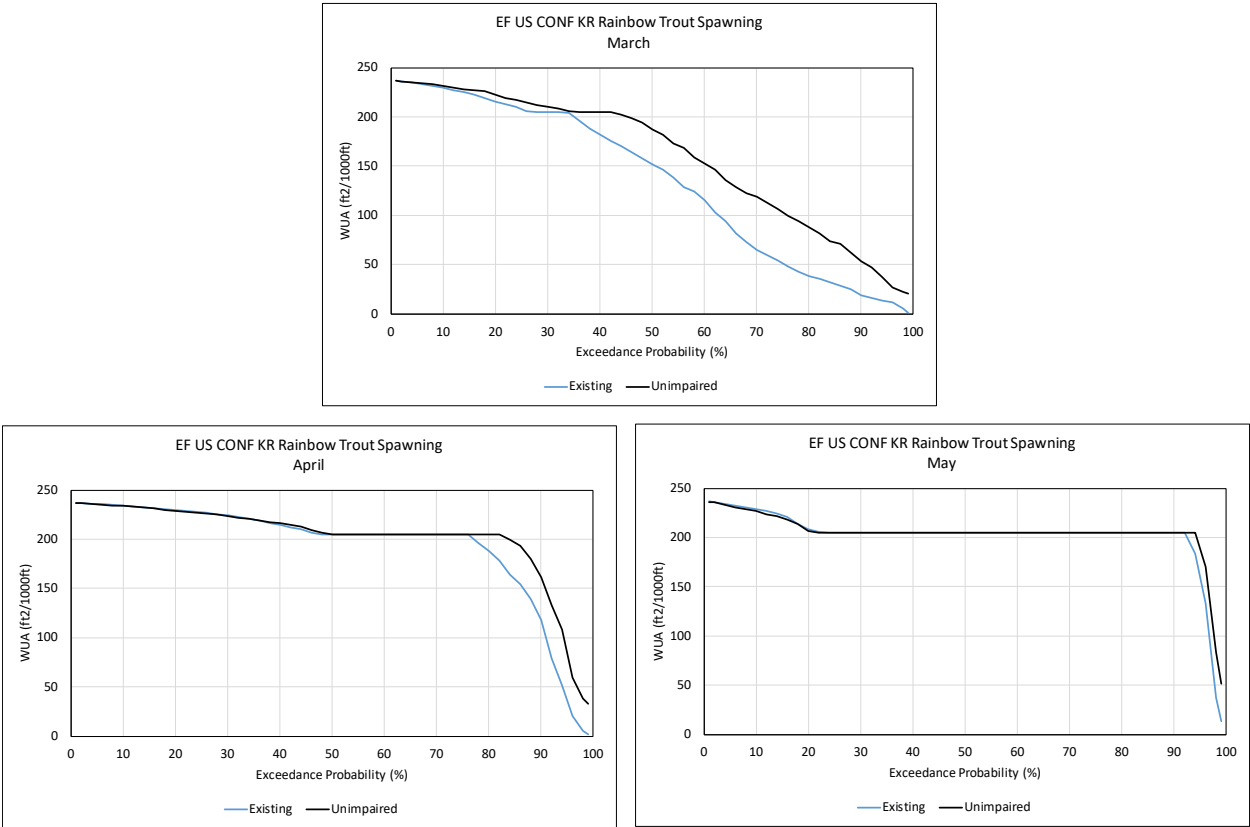 EF US CONF KR Rainbow Trout Spawning
March
250
200
150
100
50
0
WUA (ft2/1000ft)
0 10 20 30 40 50 60 70 80 90 100
Exceedance Probability (%)
Existing Unimpaired
EF US CONF KR Rainbow Trout Spawning
April
250
200
150
100
50
0
WUA (ft2/1000ft)
0 10 20 30 40 50 60 70 80 90 100
Exceedance Probability (%)
Existing Unimpaired
EF US CONF KR Rainbow Trout Spawning
May
250
200
150
100
50
0
WUA (ft2/1000ft)
0 10 20 30 40 50 60 70 80 90 100
Exceedance Probability (%)
Existing Unimpaired